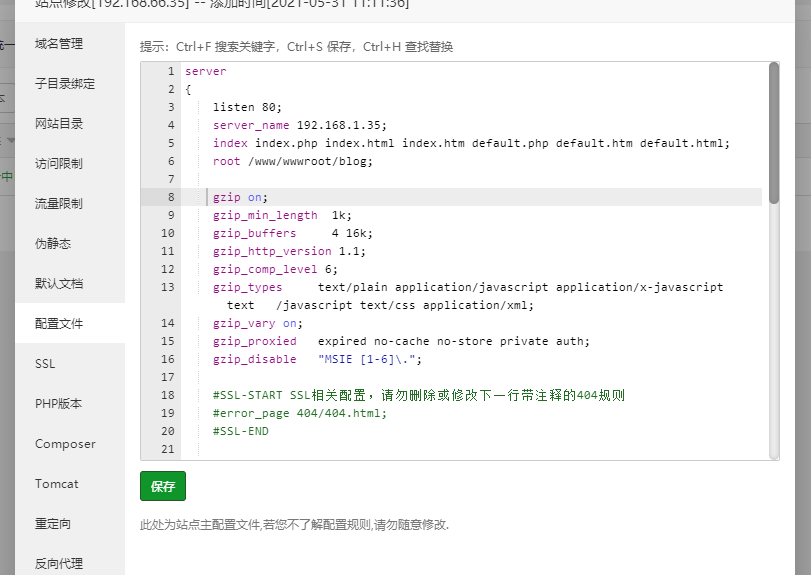 站点修改[192.168.66.35] -- 添加时间[2021-05-31 11:11:36]
域名管理
子目录绑定
网站目录
访问限制
流量限制
伪静态
默认文档
配置文件
SSL
PHP版本
Composer
Tomcat
重定向
反向代理
提示：Ctrl+F 搜索关键字，Ctrl+S 保存，Ctrl+H 查找替换
1 server
2 {
3 listen 80;
4 server_name 192.168.1.35;
5 index index.php index.html index.htm default.php default.htm default.html;
6 root /www/wwwroot/blog;
7
8 gzip on;
9 gzip_min_length 1k;
10 gzip_buffers 4 16k;
11 gzip_http_version 1.1;
12 gzip_comp_level 6;
13 gzip_types text/plain application/javascript application/x-javascript
text /javascript text/css application/xml;
14 gzip_vary on;
15 gzip_proxied expired no-cache no-store private auth;
16 gzip_disable "MSIE [1-6]\.";
17
18 #SSL-START SSL相关配置，请勿删除或修改下一行带注释的404规则
19 #error_page 404/404.html;
20 #SSL-END
21
保存
此处为站点主配置文件,若您不了解配置规则,请勿随意修改.